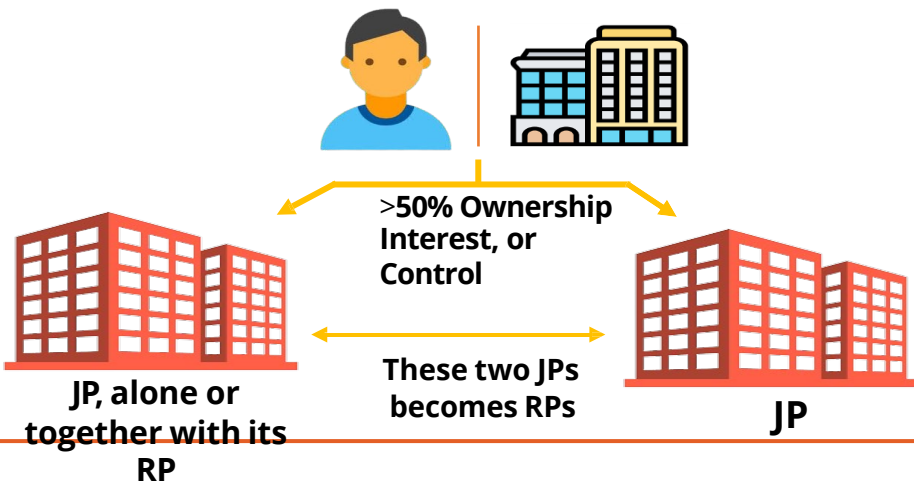 >50% Ownership
Interest, or
Control
These two JPs
becomes RPs
JP, alone or
together with its
RP
JP